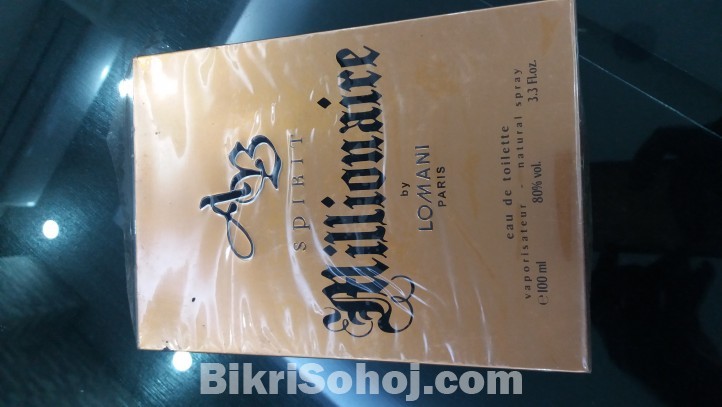 AB
SPIRIT
Millionaire
by
LOMANI
PARIS
eau de toilette
vaporisateur - natural spray
80% vol.
℮100 ml
3.3 fl.oz.
BikriSohoj.com